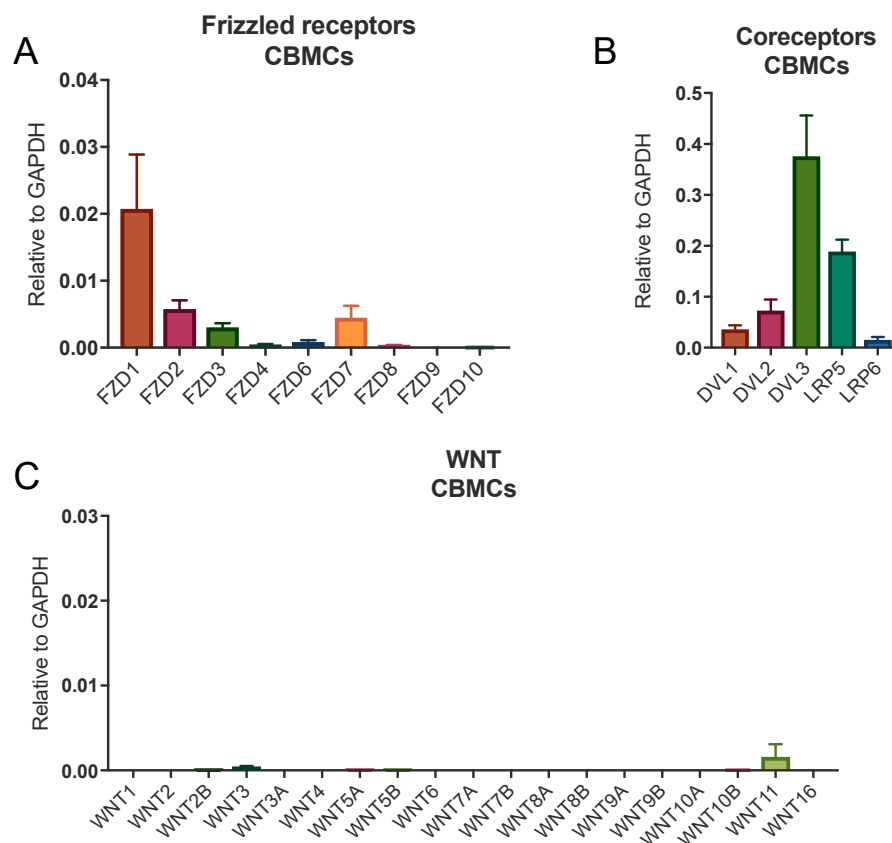 A
Frizzled receptors
CBMCs
Relative to GAPDH
0.04
0.03
0.02
0.01
0.00
FZD1
FZD2
FZD3
FZD4
FZD6
FZD7
FZD8
FZD9
FZD10
B
Coreceptors
CBMCs
Relative to GAPDH
0.5
0.4
0.3
0.2
0.1
0.0
DVL1
DVL2
DVL3
LRP5
LRP6
C
WNT
CBMCs
Relative to GAPDH
0.03
0.02
0.01
0.00
WNT1
WNT2
WNT2B
WNT3
WNT3A
WNT4
WNT5A
WNT5B
WNT6
WNT7A
WNT7B
WNT8A
WNT8B
WNT9A
WNT9B
WNT10A
WNT10B
WNT11
WNT16